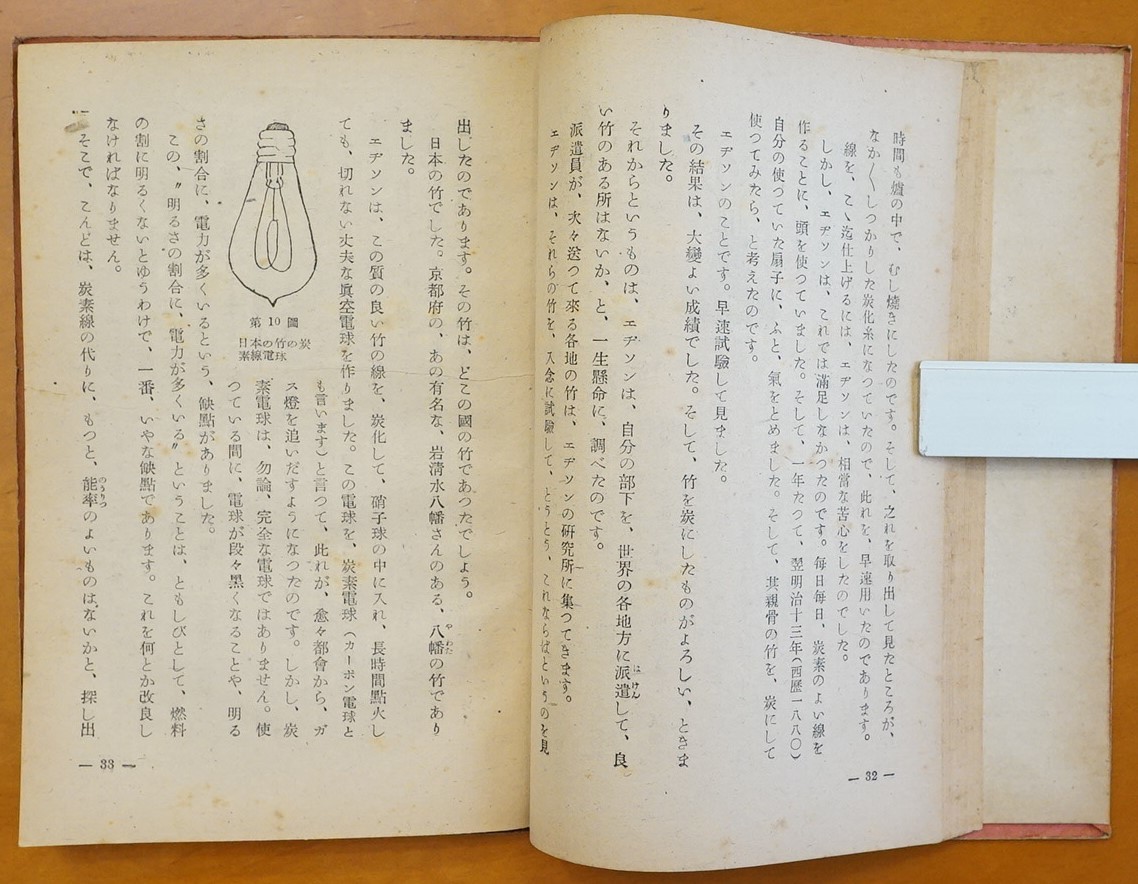 時間も爐の中で、むし燒きにしたのです。そして、之れを取り出して見たところが、
なか〱しつかりした炭化糸になつていたので、此れを、早速用いたのであります。
線を、こゝ迄仕上げるには、エヂソンは、相當な苦心をしたのでした。
しかし、エヂソンは、これでは滿足しなかつたのです。毎日毎日、炭素のよい線を
作ることに、頭を使つていました。そして、一年たつて、翌明治十三年(西曆一八八〇)
自分の使つていた扇子に、ふと、氣をとめました。そして、其親骨の竹を、炭にして
使つてみたら、と考えたのです。
エヂソンのことです。早速試驗して見ました。
その結果は、大變よい成績でした。そして、竹を炭にしたものがよろしい、ときま
りました。
それからというものは、エヂソンは、自分の部下を、世界の各地方に派遣して、良
はけん
い竹のある所はないか、と、一生懸命に、調べたのです。
派遣員が、次々送つて來る各地の竹は、エヂソンの硏究所に集つてきます。
エヂソンは、それらの竹を、入念に試驗して、とうとう、これならばというのを見
— 32 —
出したのであります。その竹は、どこの國の竹であつたでしよう。
日本の竹でした。京都府の、あの有名な、岩淸水八幡さんのある、八幡の竹であり
やわた
ました。
エヂソンは、この質の良い竹の線を、炭化して、硝子球の中に入れ、長時間點火し
ても、切れない丈夫な眞空電球を作りました。この電球を、炭素電球(カーボン電球と
も言います)と言つて、此れが、愈々都會から、ガ
ス燈を追いだすようになつたのです。しかし、炭
素電球は、勿論、完全な電球ではありません。使
つている間に、電球が段々黑くなることや、明る
第 10 圖
日本の竹の炭
素線電球
さの割合に、電力が多くいるという、缺點がありました。
この、〝明るさの割合に、電力が多くいる〟ということは、ともしびとして、燃料
の割に明るくないとゆうわけで、一番、いやな缺點であります。これを何とか改良し
なければなりません。
そこで、こんどは、炭素線の代りに、もつと、能率のよいものはないかと、探し出
のうりつ
— 33 —